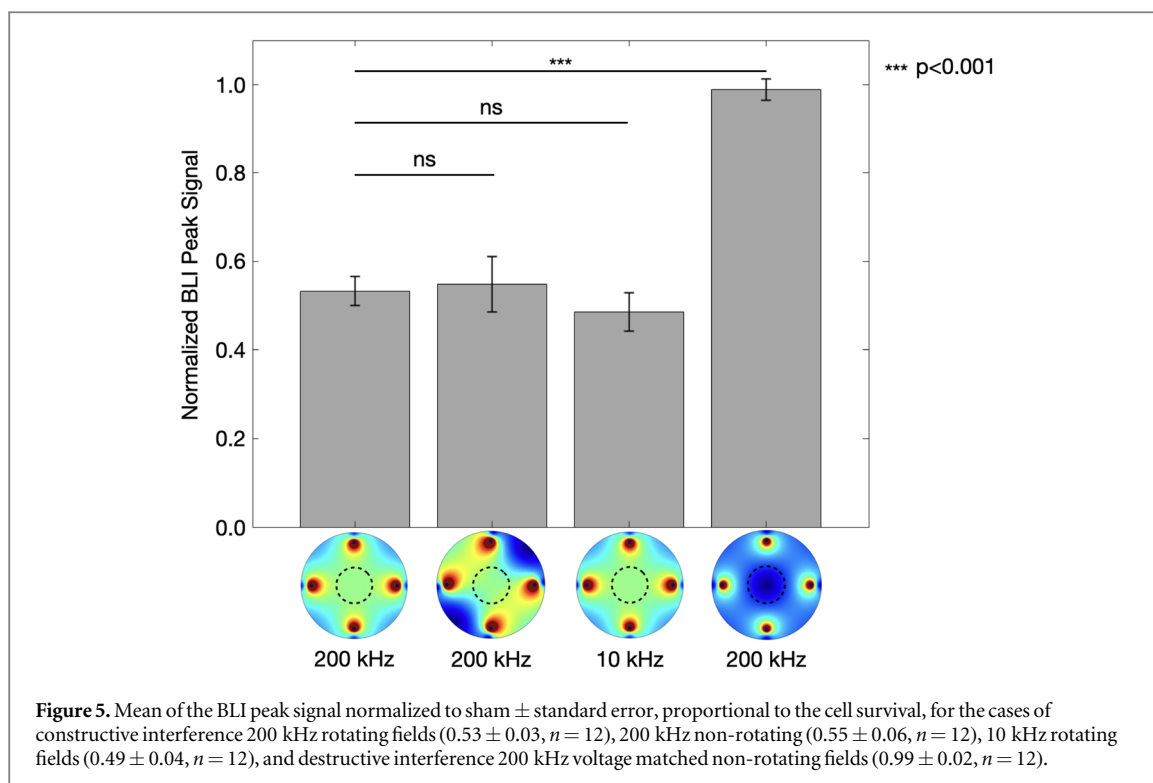 ***
*** p<0.001
ns
ns
1.0
0.8
0.6
0.4
0.2
0.0
Normalized BLI Peak Signal
200 kHz 200 kHz 10 kHz 200 kHz
Figure 5. Mean of the BLI peak signal normalized to sham ± standard error, proportional to the cell survival, for the cases of
constructive interference 200 kHz rotating fields (0.53 ± 0.03, n = 12), 200 kHz non-rotating (0.55 ± 0.06, n = 12), 10 kHz rotating
fields (0.49 ± 0.04, n = 12), and destructive interference 200 kHz voltage matched non-rotating fields (0.99 ± 0.02, n = 12).